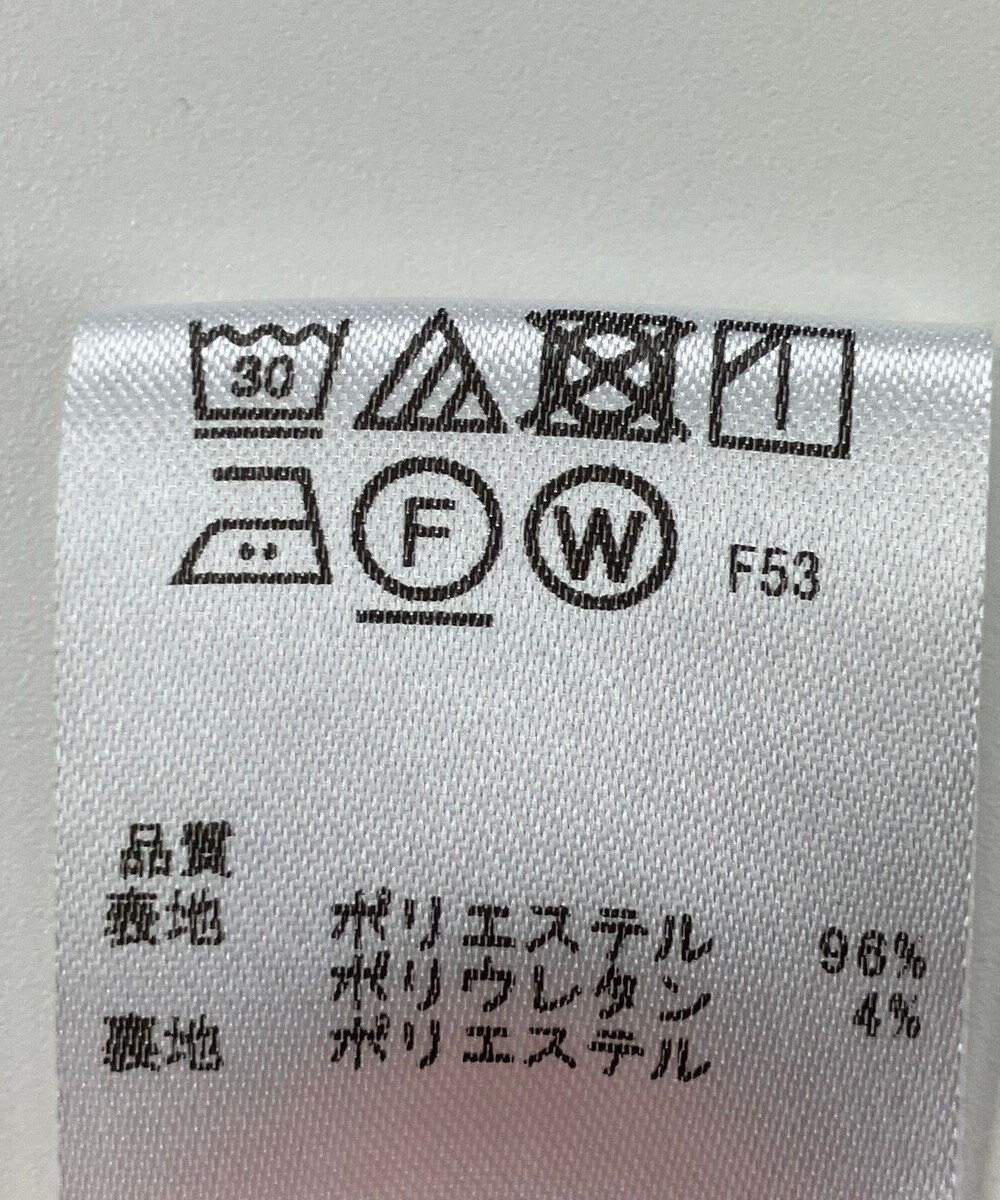 30
F W F53
品質
表地 ポリエステル 96%
ポリウレタン 4%
裏地 ポリエステル